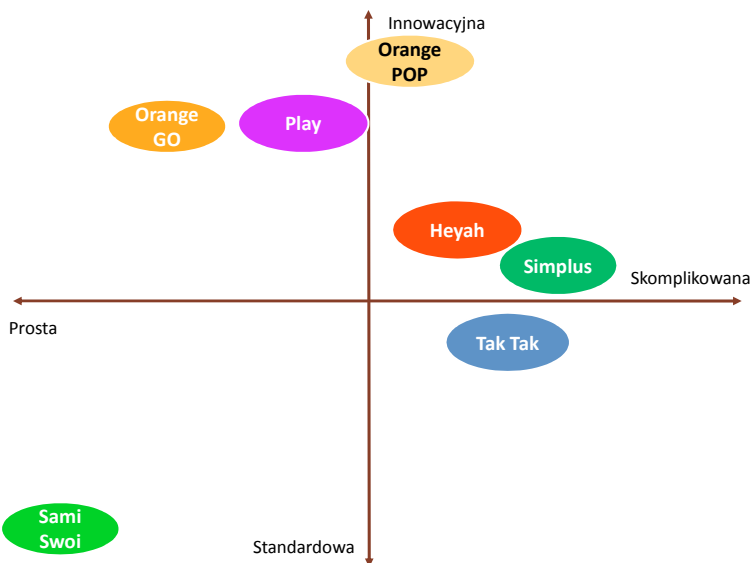 Innowacyjna
Orange
POP
Orange
GO
Play
Heyah
Simplus
Skomplikowana
Prosta
Tak Tak
Sami
Swoi
Standardowa